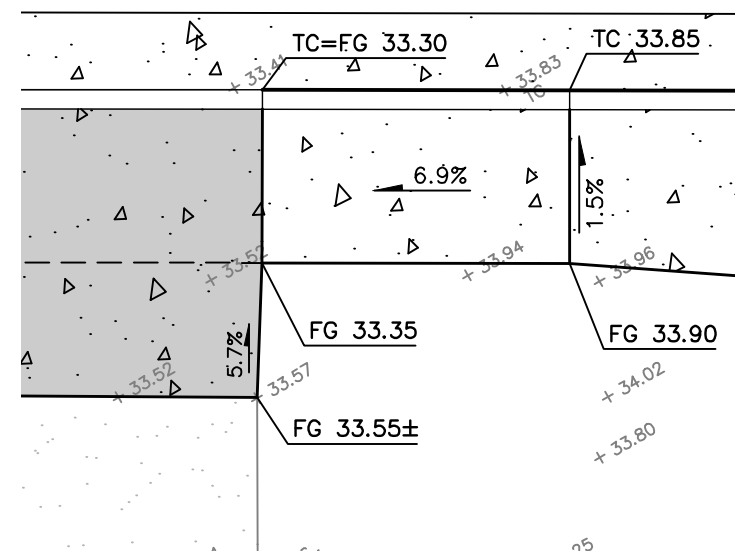 TC=FG 33.30
TC 33.85
+ 33.41
+ 33.83
TC
6.9%
1.5%
+ 33.52
+ 33.94
+ 33.96
FG 33.35
FG 33.90
5.7%
+ 33.52
+ 33.57
+ 34.02
FG 33.55±
+ 33.80
25